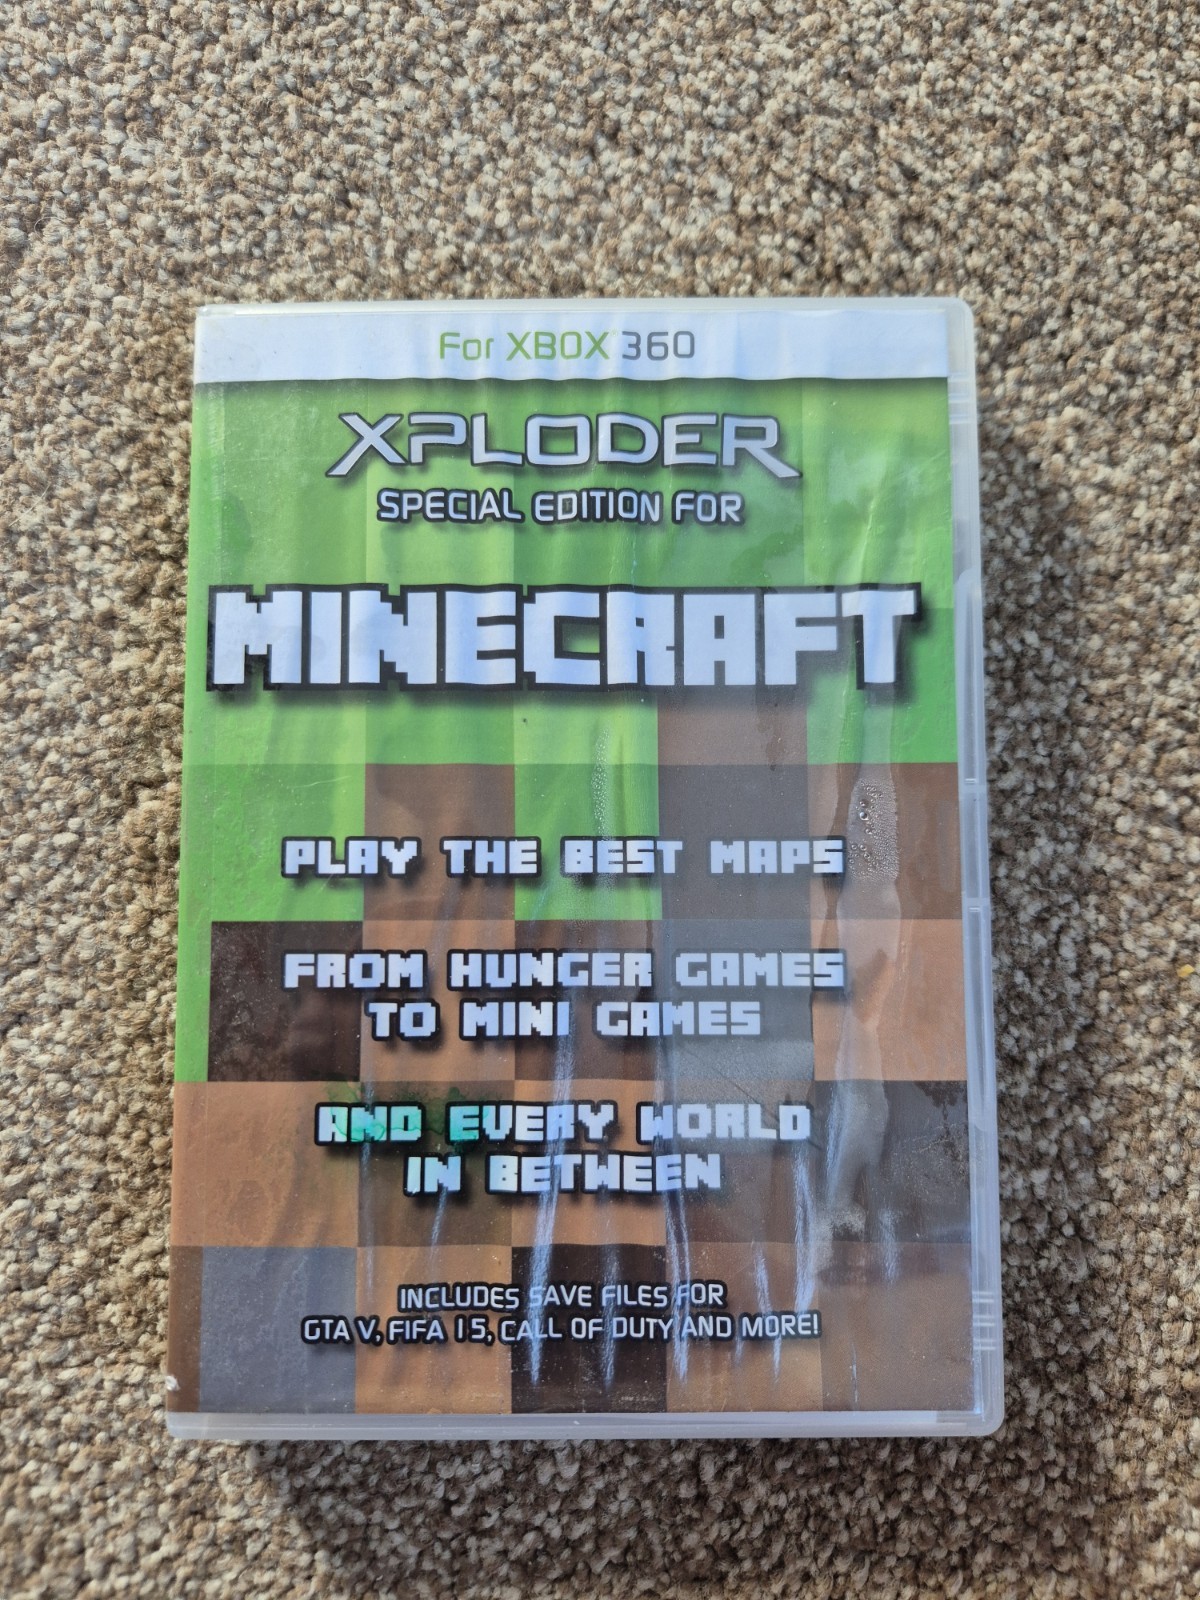 For XBOX 360
XPLODER
SPECIAL EDITION FOR
MINECRAFT
PLAY THE BEST MAPS
FROM HUNGER GAMES
TO MINI GAMES
AND EVERY WORLD
IN BETWEEN
INCLUDES SAVE FILES FOR
GTA V, FIFA 15, CALL OF DUTY AND MORE!